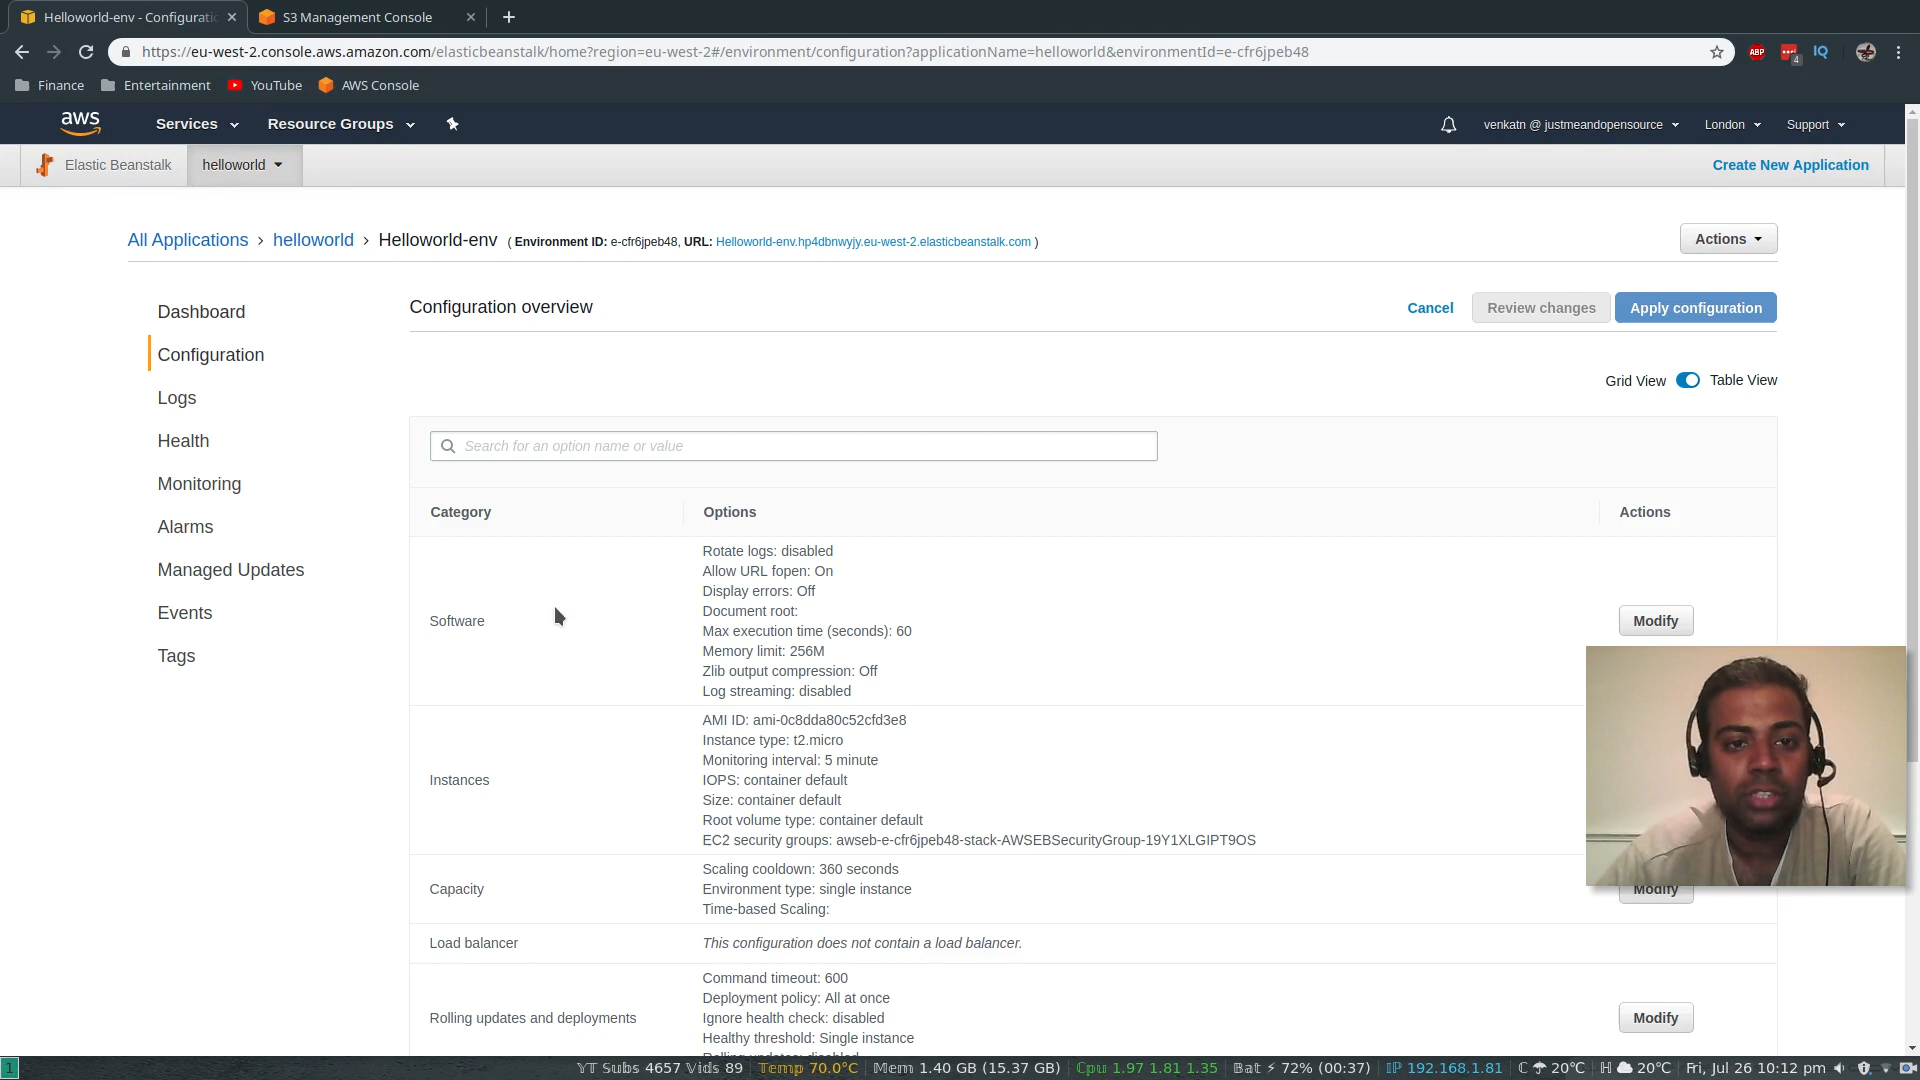 Helloworld-env - Configuratic
S3 Management Console
https://eu-west-2.console.aws.amazon.com/elasticbeanstalk/home?region=eu-west-2#/environment/configuration?applicationName=helloworld&environmentId=e-cfr6jpeb48
ABP
4
IQ
Finance
Entertainment
YouTube
AWS Console
aws
Services
Resource Groups
venkatn @ justmeandopensource
London
Support
Elastic Beanstalk
helloworld
Create New Application
All Applications › helloworld › Helloworld-env ( Environment ID: e-cfr6jpeb48, URL: Helloworld-env.hp4dbnwyjy.eu-west-2.elasticbeanstalk.com )
Actions
Dashboard
Configuration
Logs
Health
Monitoring
Alarms
Managed Updates
Events
Tags
Configuration overview
Cancel
Review changes
Apply configuration
Grid View
Table View
Search for an option name or value
Category
Options
Actions
Software
Rotate logs: disabled
Allow URL fopen: On
Display errors: Off
Document root:
Max execution time (seconds): 60
Memory limit: 256M
Zlib output compression: Off
Log streaming: disabled
Modify
Instances
AMI ID: ami-0c8dda80c52cfd3e8
Instance type: t2.micro
Monitoring interval: 5 minute
IOPS: container default
Size: container default
Root volume type: container default
EC2 security groups: awseb-e-cfr6jpeb48-stack-AWSEBSecurityGroup-19Y1XLGIPT9OS
Capacity
Scaling cooldown: 360 seconds
Environment type: single instance
Time-based Scaling:
Modify
Load balancer
This configuration does not contain a load balancer.
Rolling updates and deployments
Command timeout: 600
Deployment policy: All at once
Ignore health check: disabled
Healthy threshold: Single instance
Rolling updates: disabled
Modify
1
YT Subs 4657 Vids 89
Temp 70.0°C
Mem 1.40 GB (15.37 GB)
Cpu 1.97 1.81 1.35
Bat ⚡ 72% (00:37)
IP 192.168.1.81
C ☂ 20°C
H ☁ 20°C
Fri, Jul 26 10:12 pm